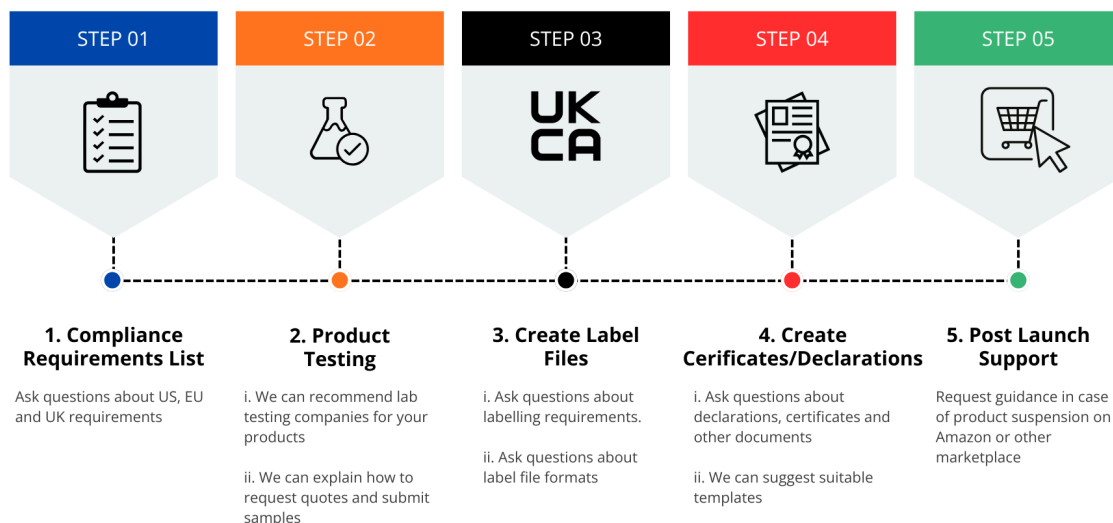 STEP 01
STEP 02
STEP 03
STEP 04
STEP 05
UK
CA
1. Compliance
Requirements List
Ask questions about US, EU
and UK requirements
2. Product
Testing
i. We can recommend lab
testing companies for your
products
ii. We can explain how to
request quotes and submit
samples
3. Create Label
Files
i. Ask questions about
labelling requirements.
ii. Ask questions about
label file formats
4. Create
Cerificates/Declarations
i. Ask questions about
declarations, certificates and
other documents
ii. We can suggest suitable
templates
5. Post Launch
Support
Request guidance in case
of product suspension on
Amazon or other
marketplace